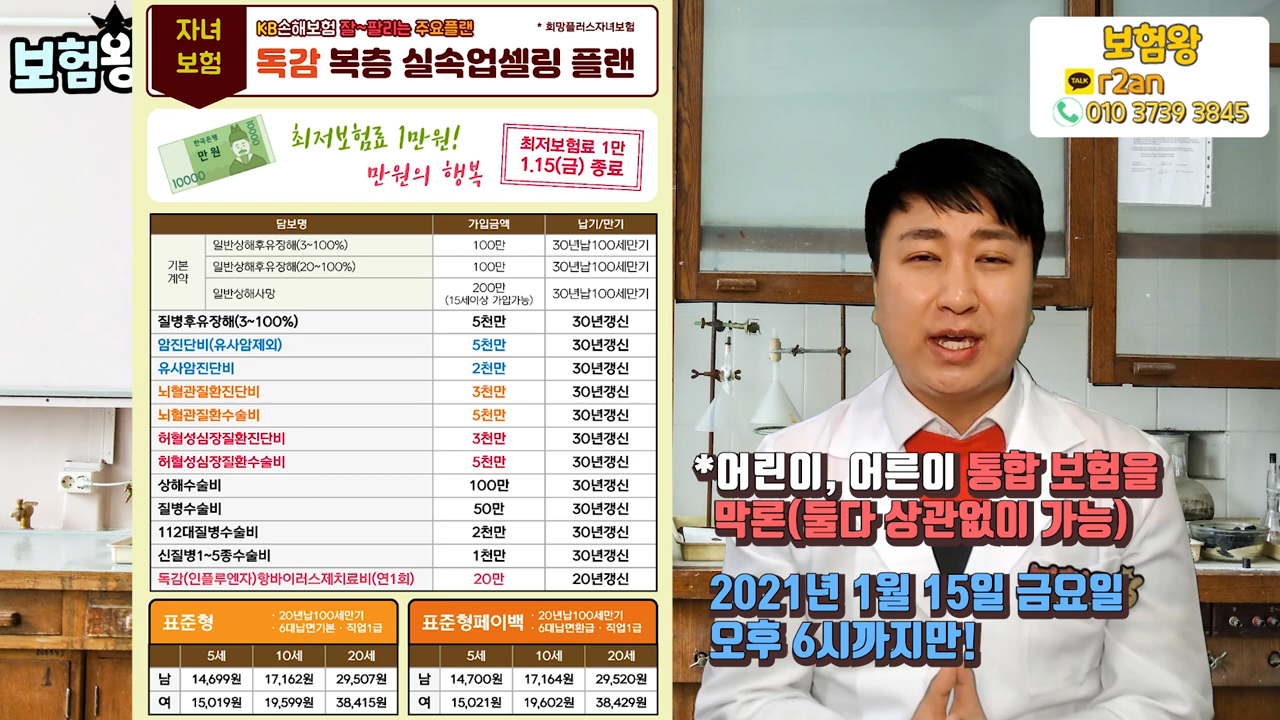 보험왕
자녀
보험
KB손해보험 잘~팔리는 주요플랜
* 희망플러스자녀보험
독감 복층 실속업셀링 플랜
10000
한국은행
만 원
10000
최저보험료 1만원!
만원의 행복
최저보험료 1만
1.15(금) 종료
담보명 가입금액 납기/만기
기본
계약
일반상해후유장해(3~100%) 100만 30년납100세만기
일반상해후유장해(20~100%) 100만 30년납100세만기
일반상해사망 200만 (15세이상 가입가능) 30년납100세만기
질병후유장해(3~100%) 5천만 30년갱신
암진단비(유사암제외) 5천만 30년갱신
유사암진단비 2천만 30년갱신
뇌혈관질환진단비 3천만 30년갱신
뇌혈관질환수술비 5천만 30년갱신
허혈성심장질환진단비 3천만 30년갱신
허혈성심장질환수술비 5천만 30년갱신
상해수술비 100만 30년갱신
질병수술비 50만 30년갱신
112대질병수술비 2천만 30년갱신
신질병1~5종수술비 1천만 30년갱신
독감(인플루엔자)항바이러스제치료비(연1회) 20만 20년갱신
표준형
· 20년납100세만기
· 6대납면기본 · 직업1급
5세 10세 20세
남 14,699원 17,162원 29,507원
여 15,019원 19,599원 38,415원
표준형페이백
· 20년납100세만기
· 6대납면환급 · 직업1급
5세 10세 20세
남 14,700원 17,164원 29,520원
여 15,021원 19,602원 38,429원
보험왕
TALK r2an
010 3739 3845
*어린이, 어른이 통합 보험을
막론(둘다 상관없이 가능)
2021년 1월 15일 금요일
오후 6시까지만!